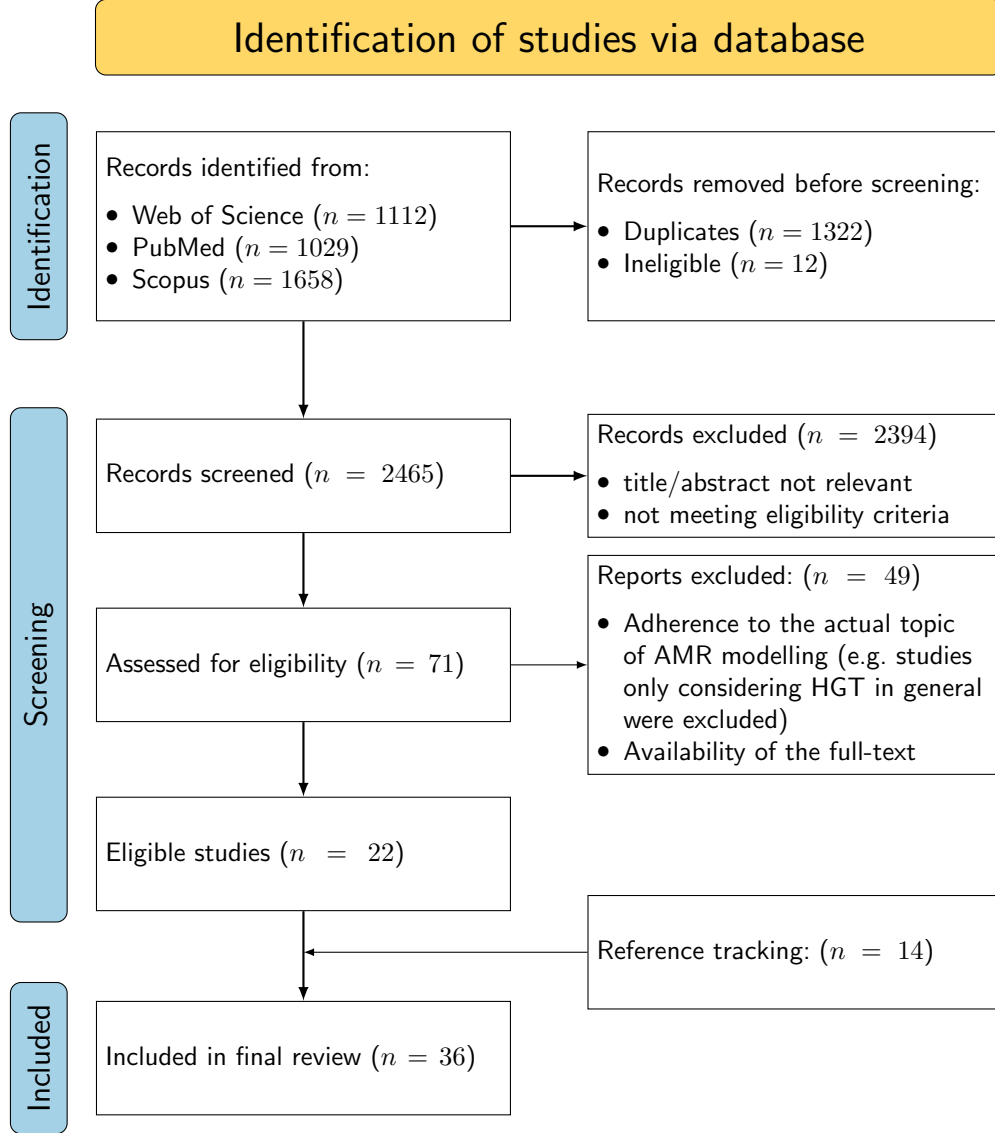 Identification of studies via database
Identification
Records identified from:
• Web of Science (n = 1112)
• PubMed (n = 1029)
• Scopus (n = 1658)
Records removed before screening:
• Duplicates (n = 1322)
• Ineligible (n = 12)
Screening
Records screened (n = 2465)
Records excluded (n = 2394)
• title/abstract not relevant
• not meeting eligibility criteria
Assessed for eligibility (n = 71)
Reports excluded: (n = 49)
• Adherence to the actual topic
of AMR modelling (e.g. studies
only considering HGT in general
were excluded)
• Availability of the full-text
Eligible studies (n = 22)
Reference tracking: (n = 14)
Included
Included in final review (n = 36)